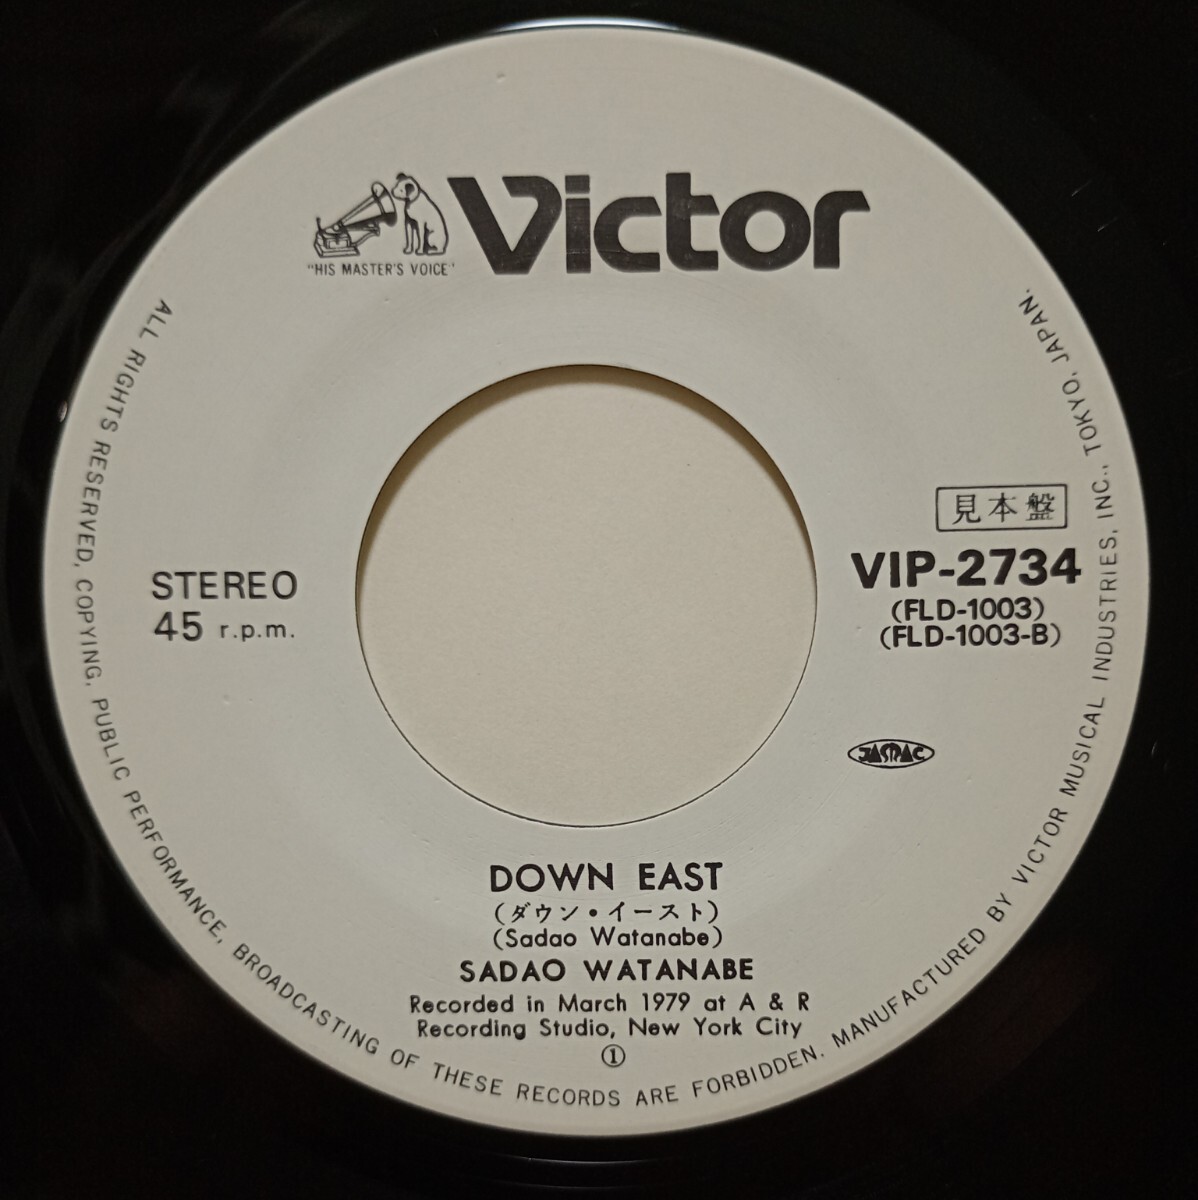 "HIS MASTER'S VOICE"
Victor
見本盤
VIP-2734
(FLD-1003)
(FLD-1003-B)
STEREO
45 r.p.m.
JASRAC
DOWN EAST
(ダウン・イースト)
(Sadao Watanabe)
SADAO WATANABE
Recorded in March 1979 at A & R
Recording Studio, New York City
①
ALL RIGHTS RESERVED, COPYING, PUBLIC PERFORMANCE, BROADCASTING OF THESE RECORDS ARE FORBIDDEN. MANUFACTURED BY VICTOR MUSICAL INDUSTRIES, INC., TOKYO, JAPAN.